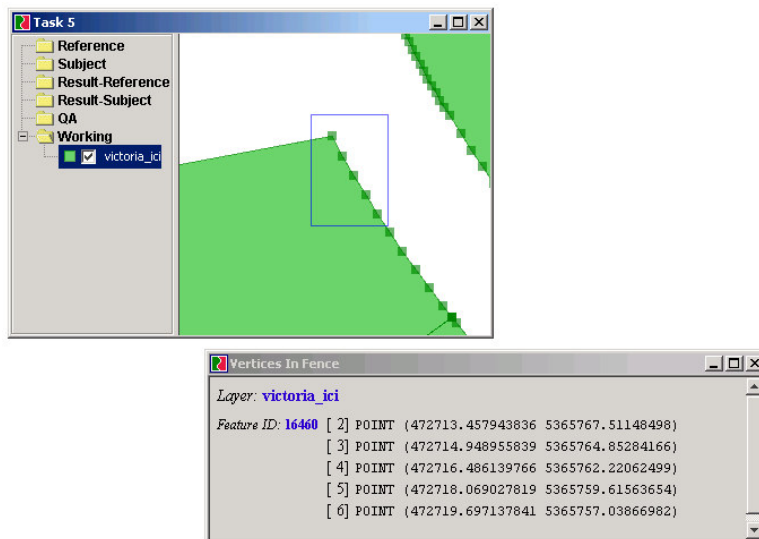 Task 5
Reference
Subject
Result-Reference
Result-Subject
QA
Working
victoria_ici
Vertices In Fence
Layer: victoria_ici
Feature ID: 16460 [ 2] POINT (472713.457943836 5365767.51148498)
[ 3] POINT (472714.948955839 5365764.85284166)
[ 4] POINT (472716.486139766 5365762.22062499)
[ 5] POINT (472718.069027819 5365759.61563654)
[ 6] POINT (472719.697137841 5365757.03866982)